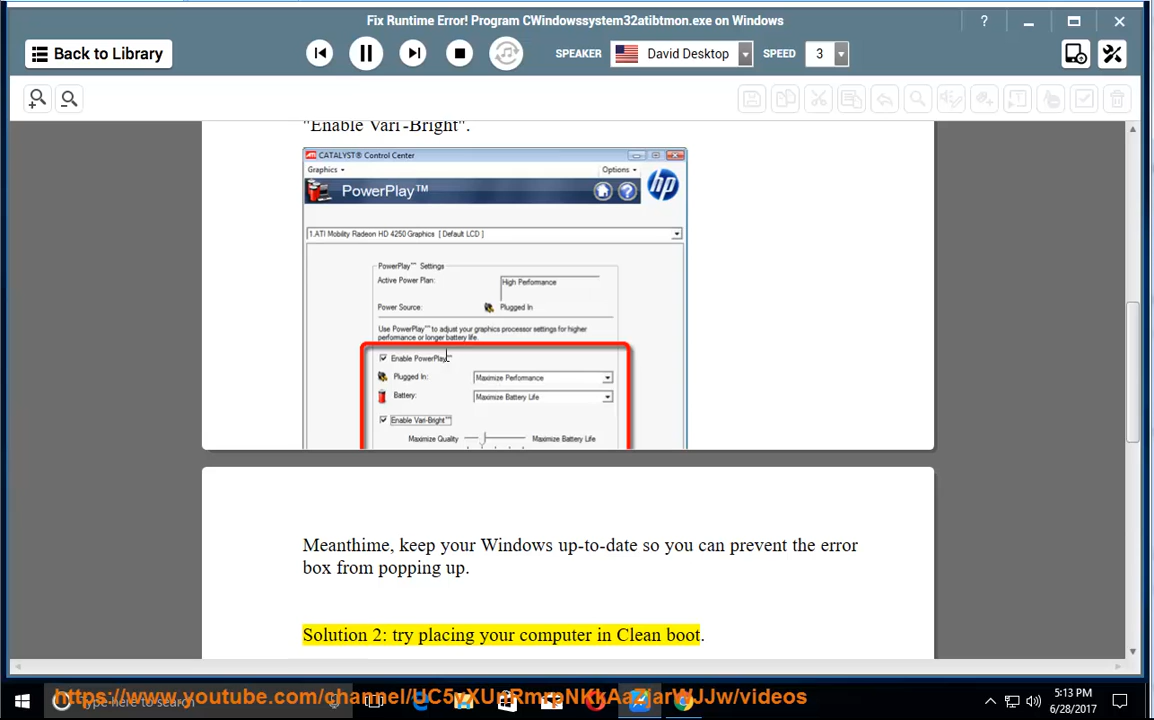 Fix Runtime Error! Program CWindowssystem32atibtmon.exe on Windows
?
Back to Library
SPEAKER
David Desktop
SPEED
3
"Enable Vari-Bright".
CATALYST® Control Center
Graphics
Options
PowerPlay™
hp
1.ATI Mobility Radeon HD 4250 Graphics [ Default LCD ]
PowerPlay™ Settings
Active Power Plan:
High Performance
Power Source:
Plugged In
Use PowerPlay™ to adjust your graphics processor settings for higher
performance or longer battery life.
Enable PowerPlay™
Plugged In:
Maximize Performance
Battery:
Maximize Battery Life
Enable Vari-Bright™
Maximize Quality
Maximize Battery Life
Meanthime, keep your Windows up-to-date so you can prevent the error
box from popping up.
Solution 2: try placing your computer in Clean boot.
Type here to search
5:13 PM
6/28/2017